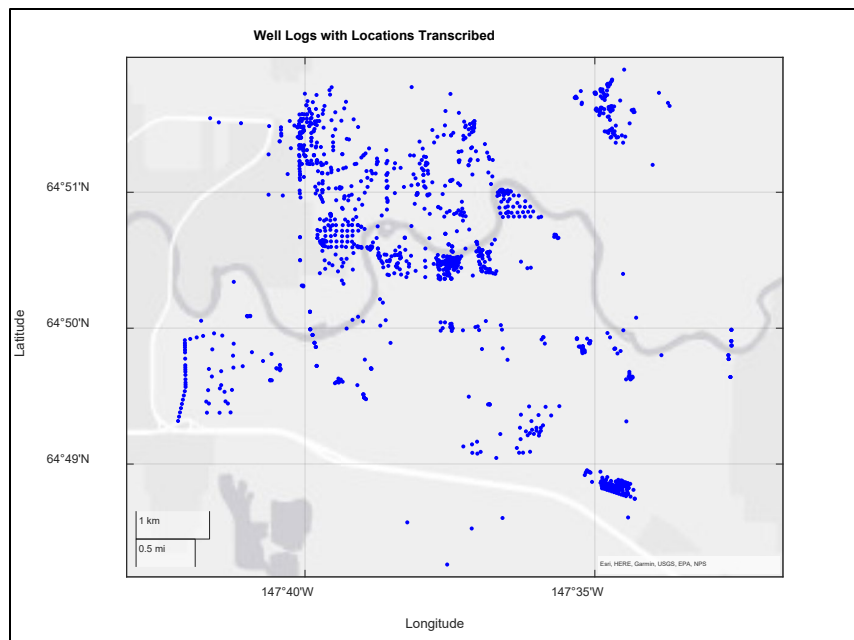 Well Logs with Locations Transcribed
64°51'N
64°50'N
64°49'N
Latitude
1 km
0.5 mi
Esri, HERE, Garmin, USGS, EPA, NPS
147°40'W
147°35'W
Longitude